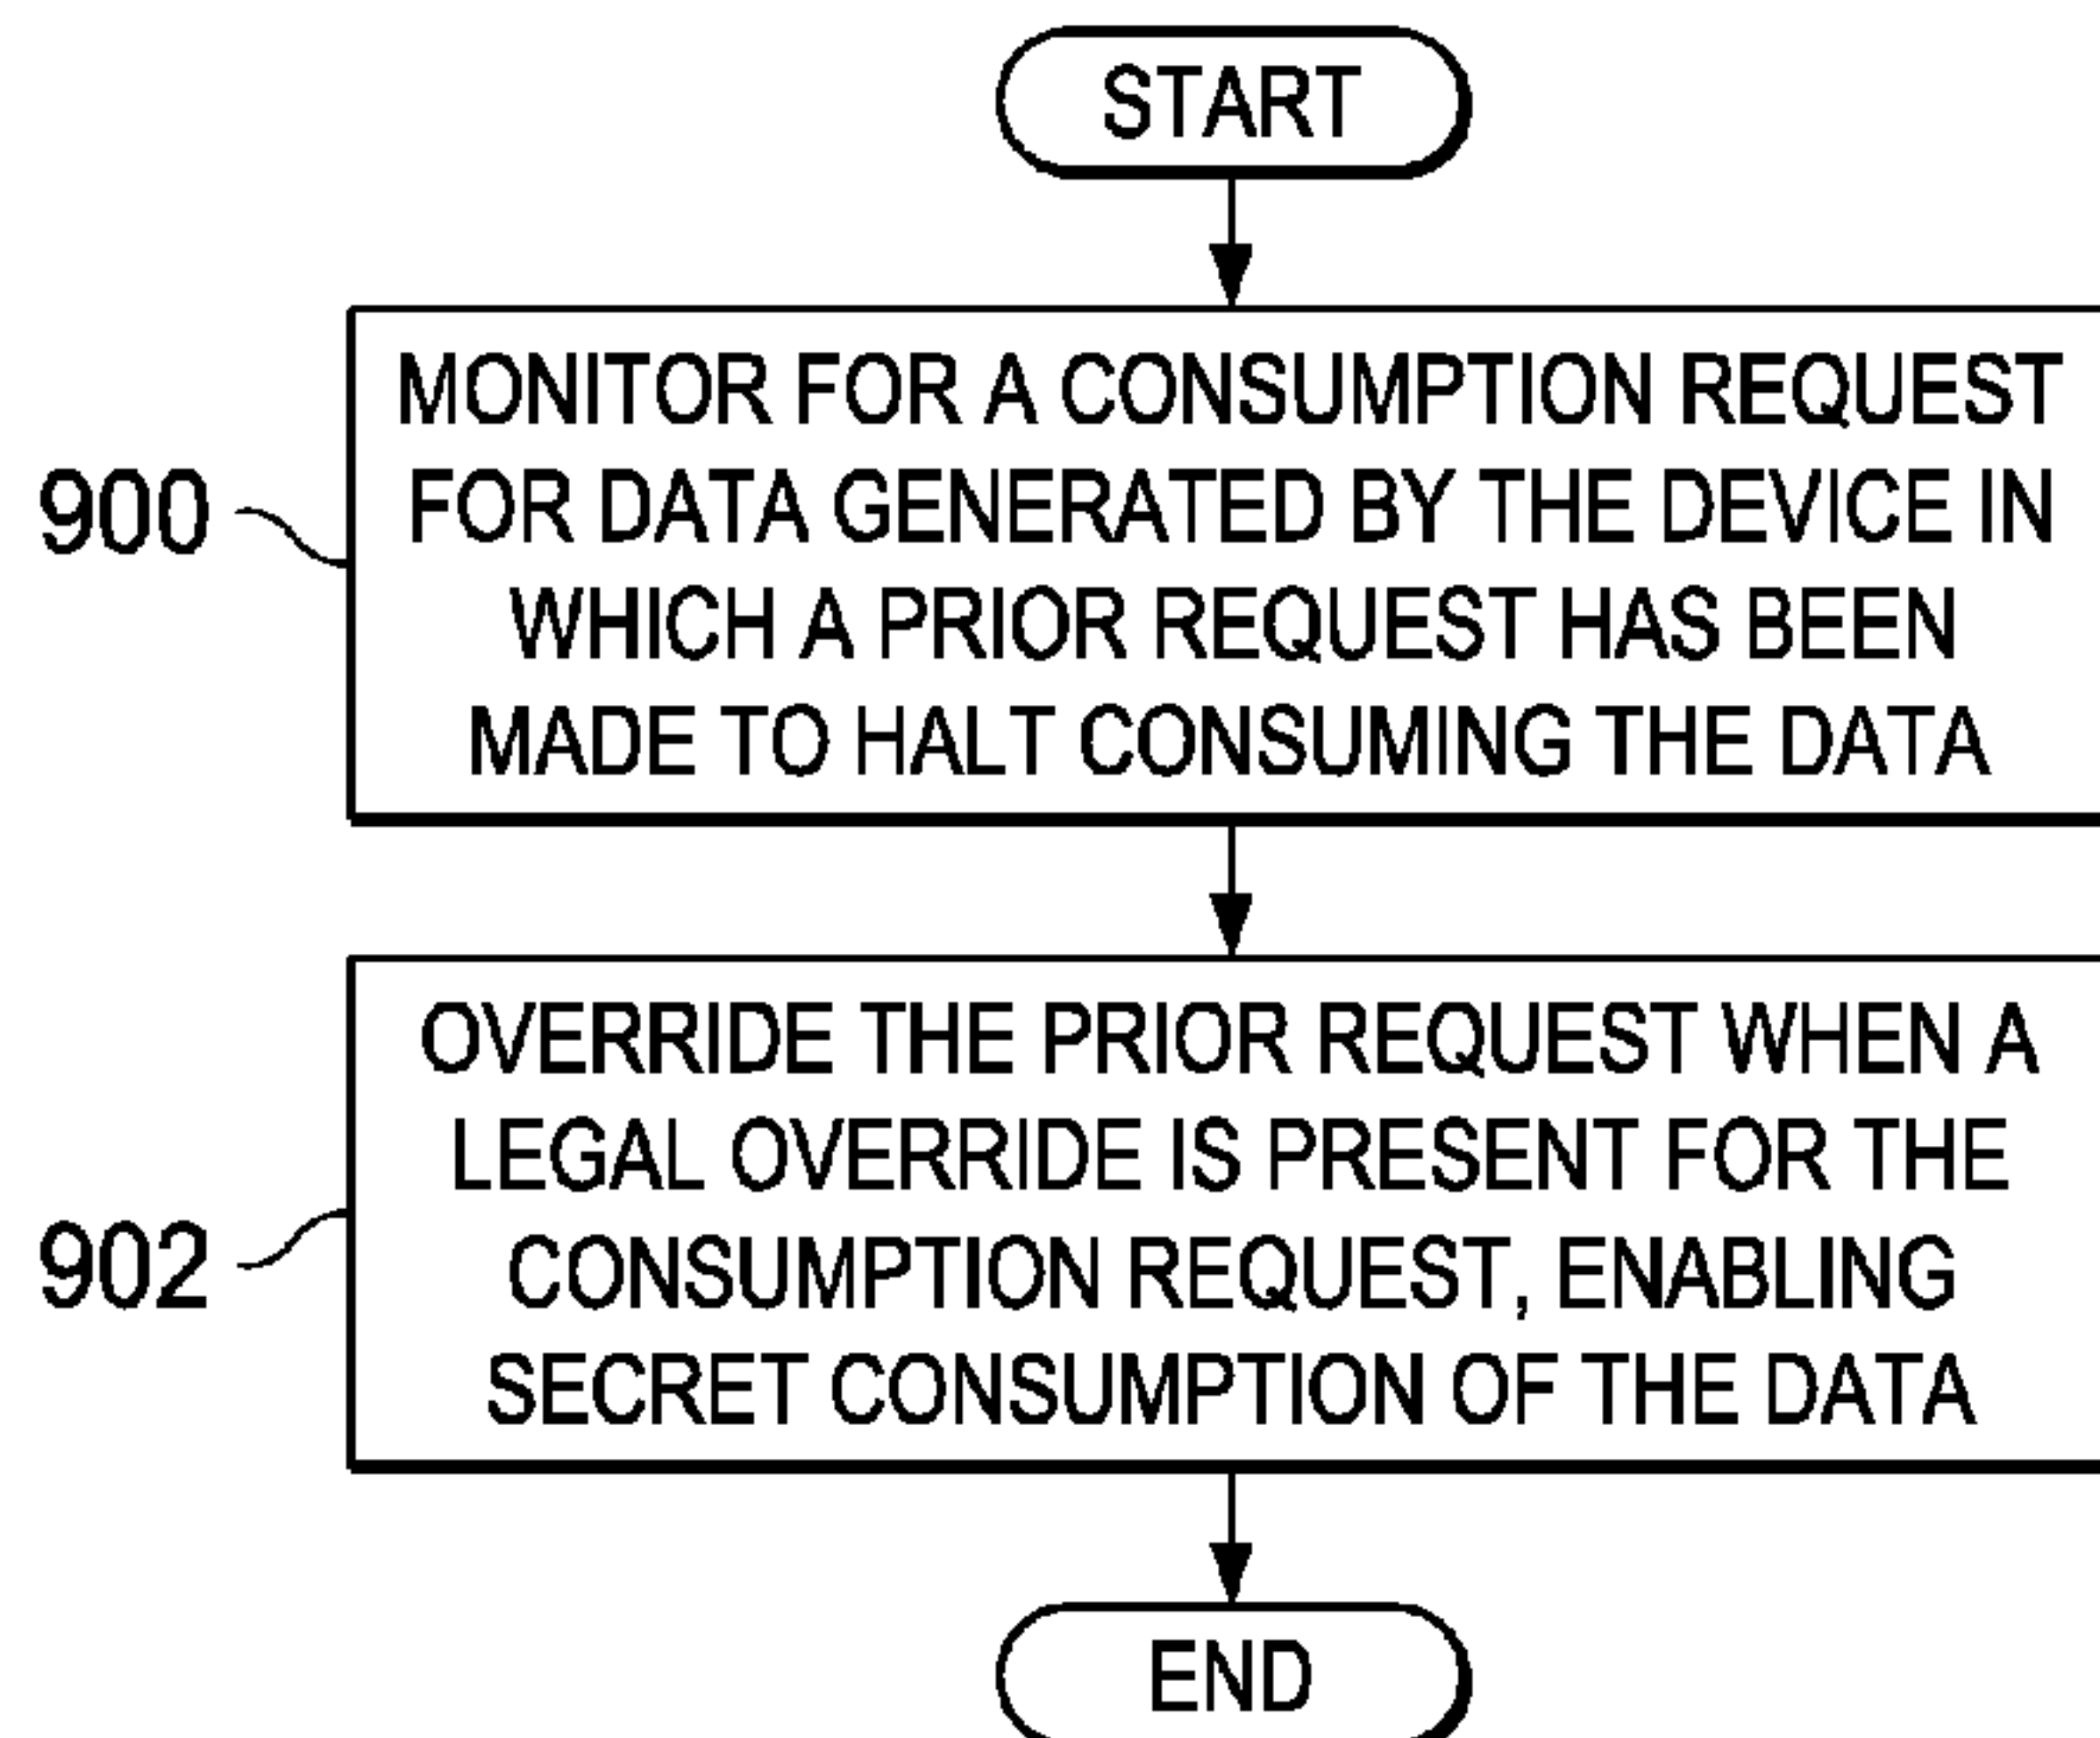 START
MONITOR FOR A CONSUMPTION REQUEST
FOR DATA GENERATED BY THE DEVICE IN
WHICH A PRIOR REQUEST HAS BEEN
MADE TO HALT CONSUMING THE DATA
900
OVERRIDE THE PRIOR REQUEST WHEN A
LEGAL OVERRIDE IS PRESENT FOR THE
CONSUMPTION REQUEST, ENABLING
SECRET CONSUMPTION OF THE DATA
902
END